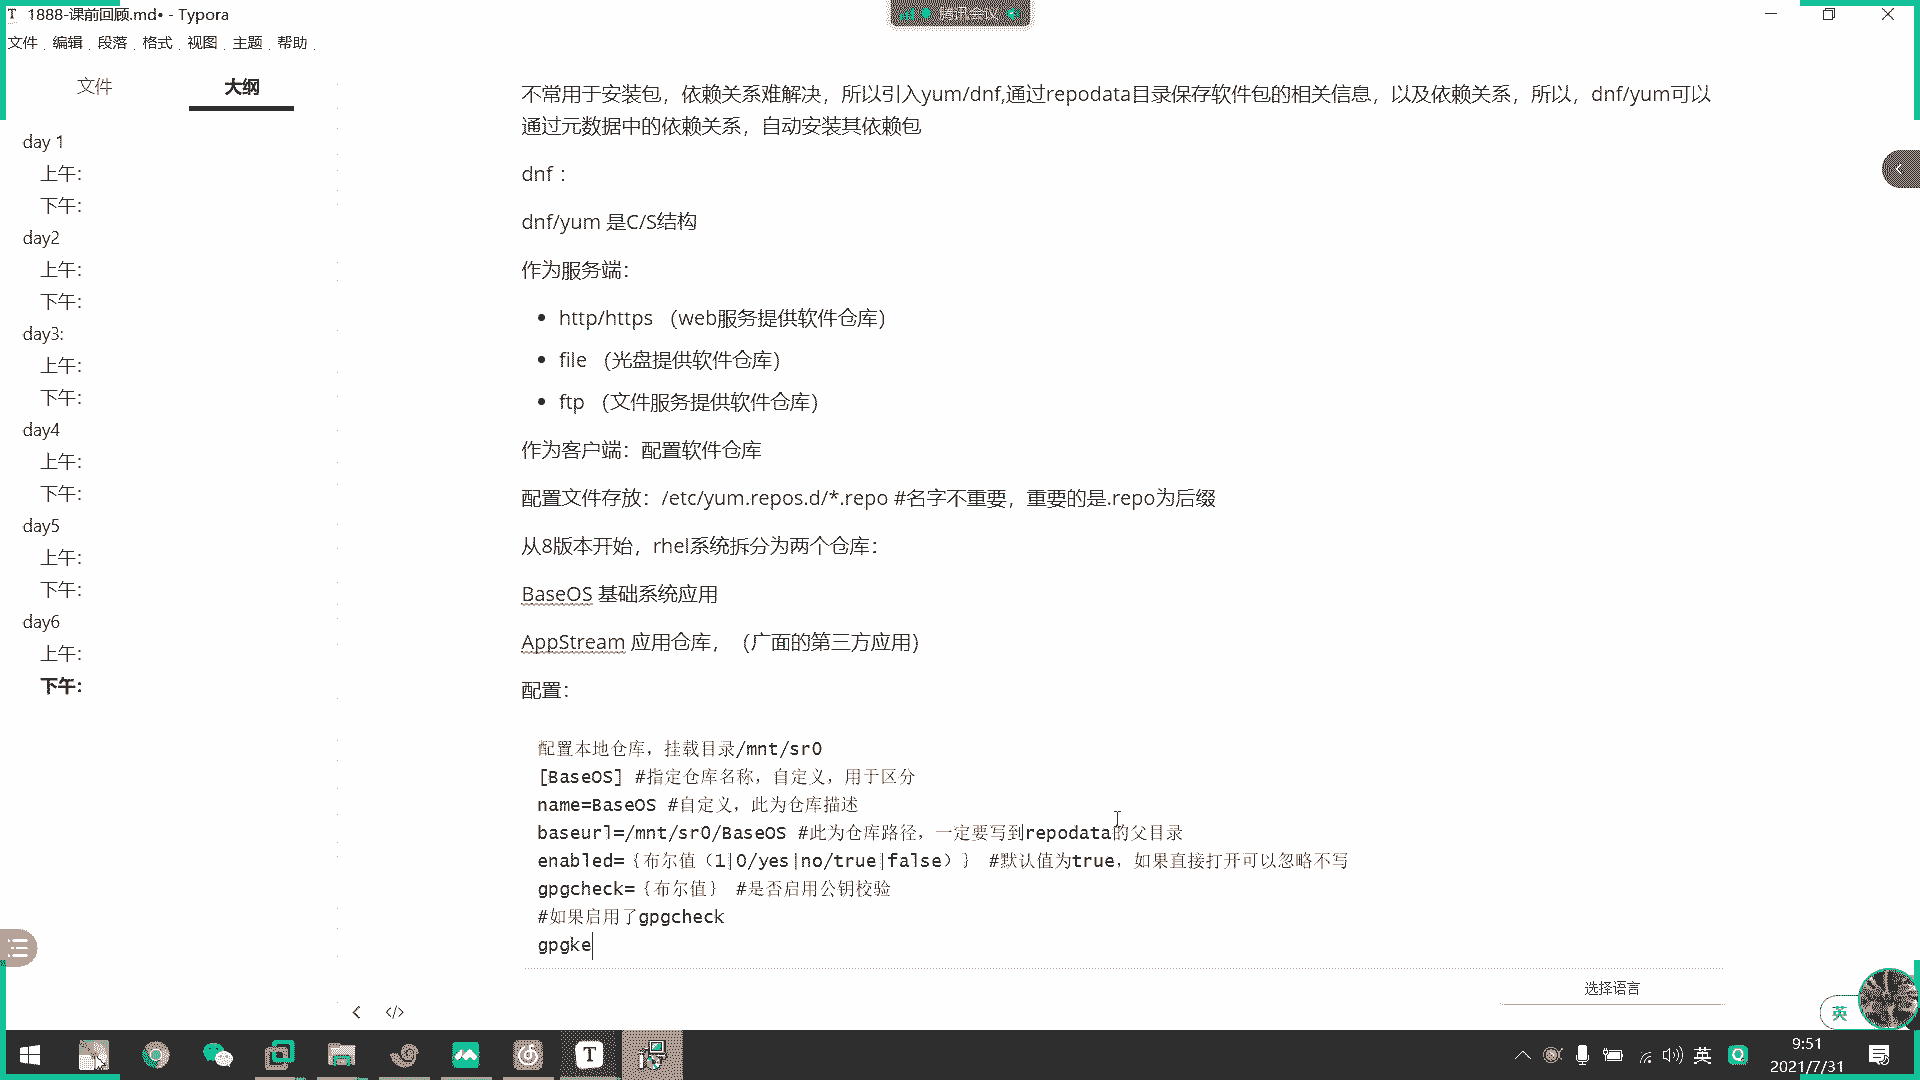 1888-课前回顾.md• - Typora
腾讯会议
文件 编辑 段落 格式 视图 主题 帮助
文件 大纲
day 1
上午：
下午：
day2
上午：
下午：
day3:
上午：
下午：
day4
上午：
下午：
day5
上午：
下午：
day6
上午：
下午：
不常用于安装包，依赖关系难解决，所以引入yum/dnf,通过repodata目录保存软件包的相关信息，以及依赖关系，所以，dnf/yum可以
通过元数据中的依赖关系，自动安装其依赖包
dnf：
dnf/yum 是C/S结构
作为服务端：
http/https （web服务提供软件仓库）
file （光盘提供软件仓库）
ftp （文件服务提供软件仓库）
作为客户端：配置软件仓库
配置文件存放：/etc/yum.repos.d/*.repo #名字不重要，重要的是.repo为后缀
从8版本开始，rhel系统拆分为两个仓库：
BaseOS 基础系统应用
AppStream 应用仓库，（广面的第三方应用）
配置：
配置本地仓库，挂载目录/mnt/sr0
[BaseOS] #指定仓库名称，自定义，用于区分
name=BaseOS #自定义，此为仓库描述
baseurl=/mnt/sr0/BaseOS #此为仓库路径，一定要写到repodata的父目录
enabled=｛布尔值（1|0/yes|no/true|false）｝ #默认值为true，如果直接打开可以忽略不写
gpgcheck=｛布尔值｝ #是否启用公钥校验
#如果启用了gpgcheck
gpgke
选择语言
英
英
9:51
2021/7/31